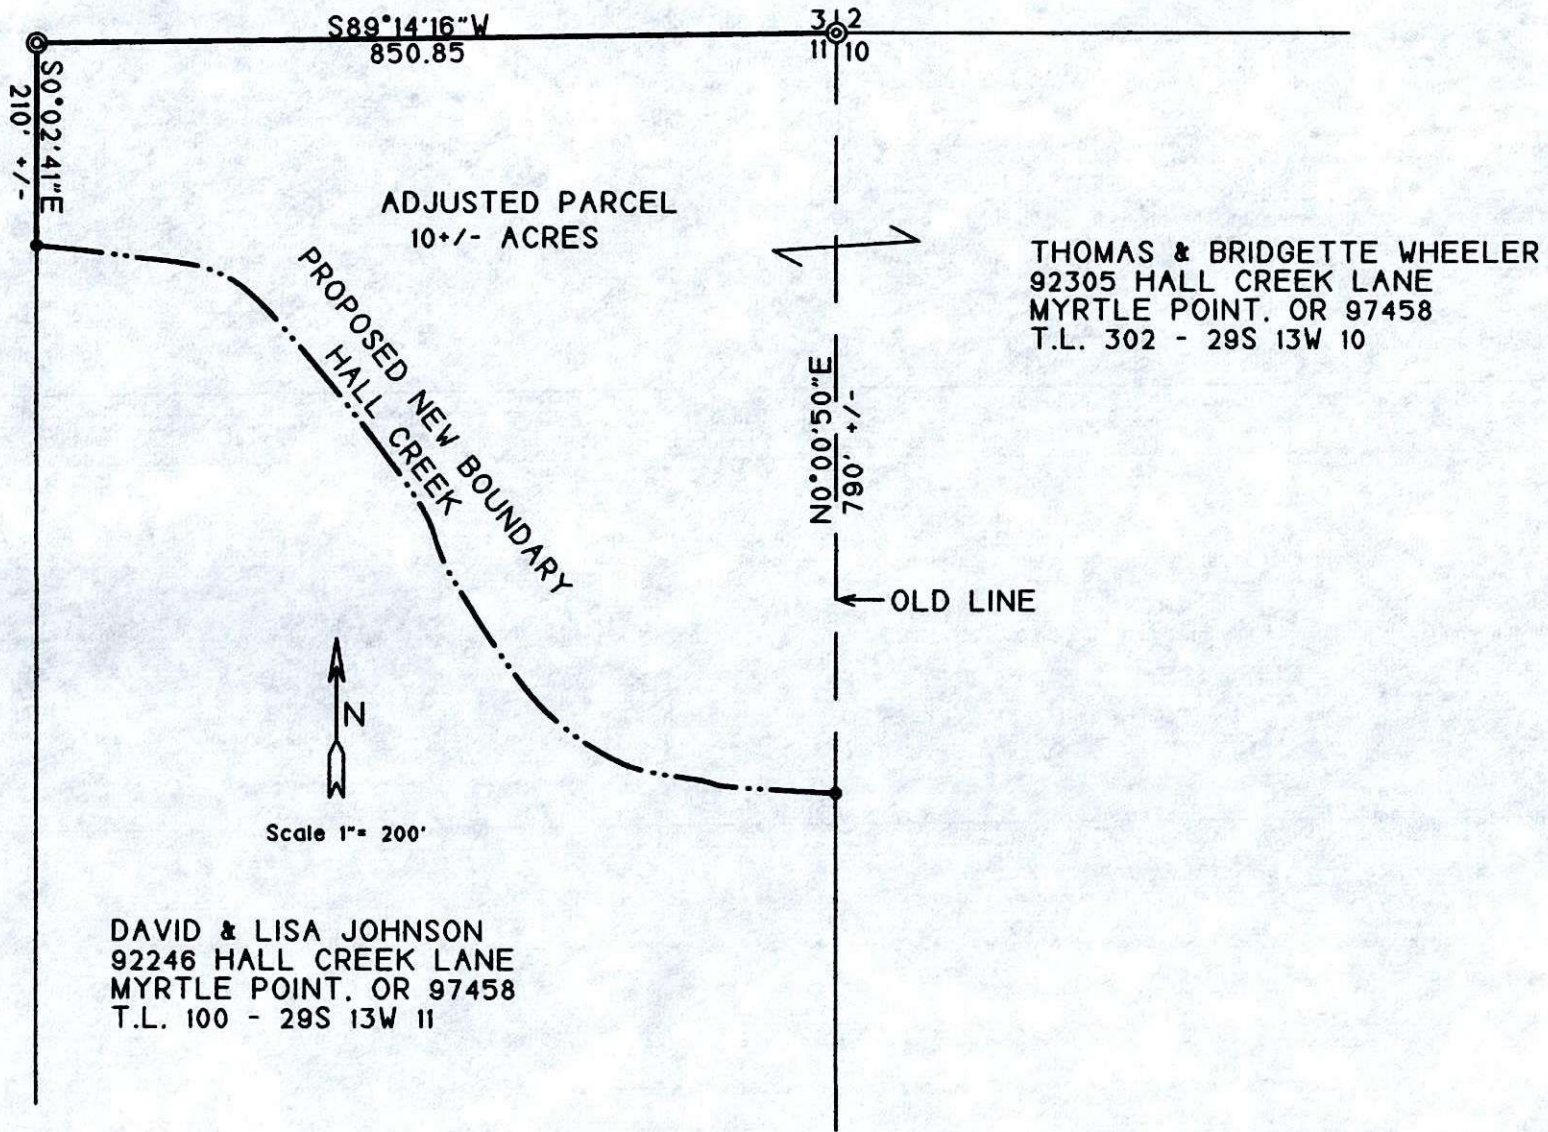 S89°14'16"W
850.85
3 2
11 10
S0°02'41"E
210' +/-
ADJUSTED PARCEL
10+/- ACRES
THOMAS & BRIDGETTE WHEELER
92305 HALL CREEK LANE
MYRTLE POINT. OR 97458
T.L. 302 - 29S 13W 10
PROPOSED NEW BOUNDARY
HALL CREEK
N0°00'50"E
790' +/-
OLD LINE
N
Scale 1"= 200'
DAVID & LISA JOHNSON
92246 HALL CREEK LANE
MYRTLE POINT. OR 97458
T.L. 100 - 29S 13W 11